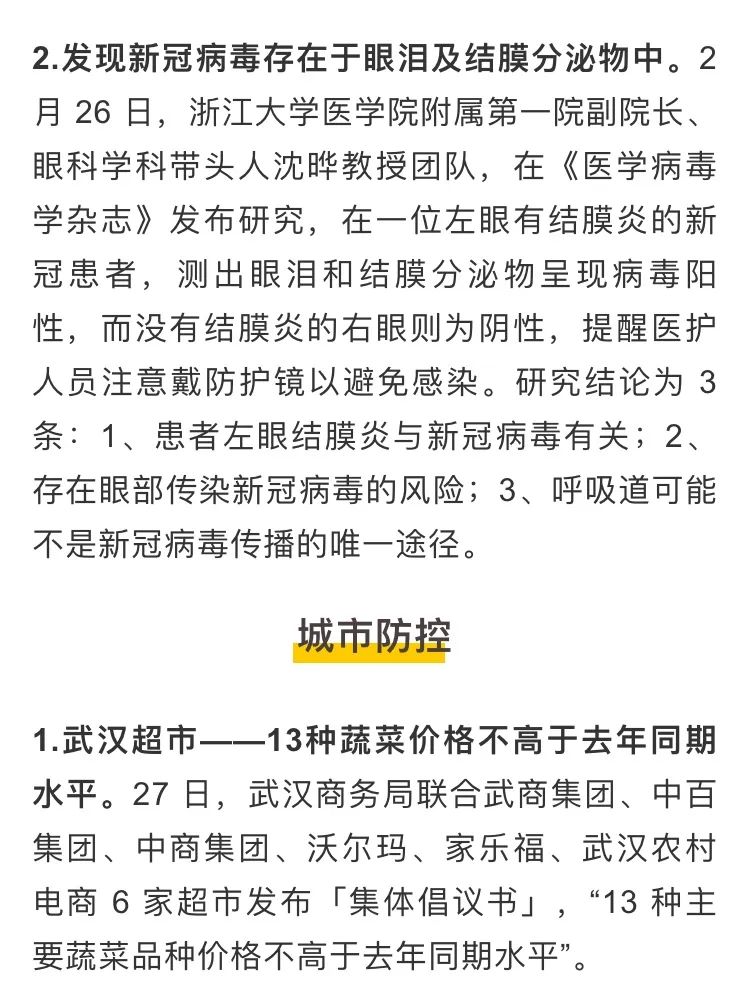 2.发现新冠病毒存在于眼泪及结膜分泌物中。2
月 26 日，浙江大学医学院附属第一院副院长、
眼科学科带头人沈晔教授团队，在《医学病毒
学杂志》发布研究，在一位左眼有结膜炎的新
冠患者，测出眼泪和结膜分泌物呈现病毒阳
性，而没有结膜炎的右眼则为阴性，提醒医护
人员注意戴防护镜以避免感染。研究结论为 3
条：1、患者左眼结膜炎与新冠病毒有关；2、
存在眼部传染新冠病毒的风险；3、呼吸道可能
不是新冠病毒传播的唯一途径。
城市防控
1.武汉超市——13种蔬菜价格不高于去年同期
水平。27 日，武汉商务局联合武商集团、中百
集团、中商集团、沃尔玛、家乐福、武汉农村
电商 6 家超市发布「集体倡议书」，“13 种主
要蔬菜品种价格不高于去年同期水平”。